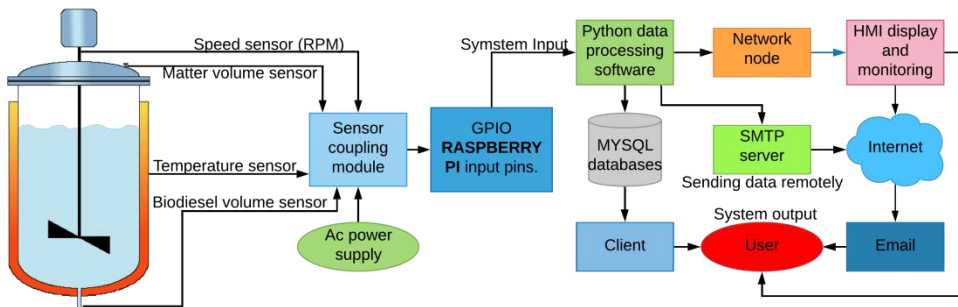 Speed sensor (RPM)
Matter volume sensor
Temperature sensor
Biodiesel volume sensor
Sensor
coupling
module
Ac power
supply
GPIO
RASPBERRY
PI input pins.
Symstem Input
Python data
processing
software
Network
node
HMI display
and
monitoring
MYSQL
databases
SMTP
server
Internet
Sending data remotely
System output
Client
User
Email